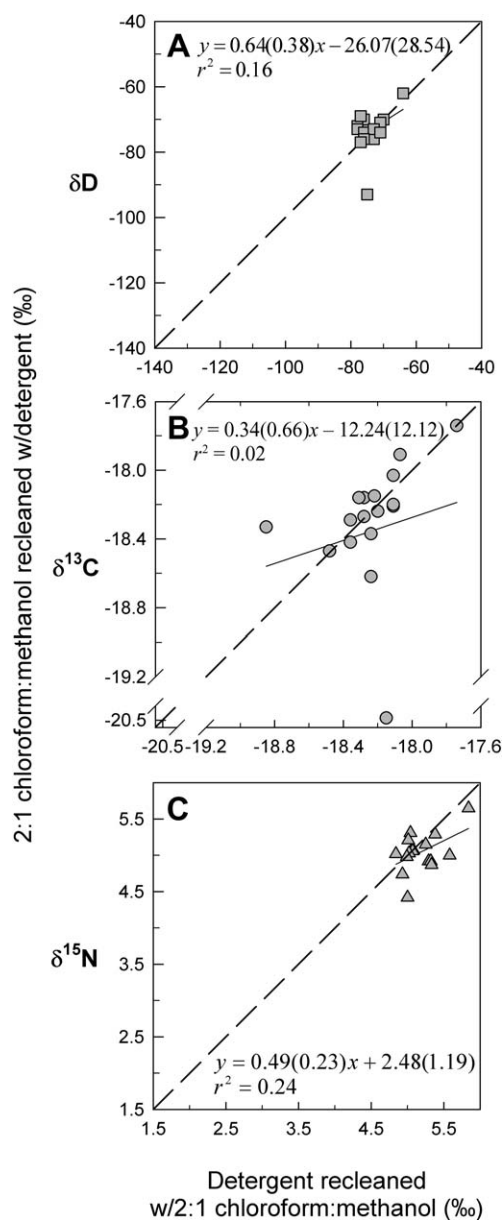 A
y = 0.64(0.38)x − 26.07(28.54)
r² = 0.16
-40
-60
-80
-100
-120
-140
δD
-140 -120 -100 -80 -60 -40
-17.6
B
y = 0.34(0.66)x − 12.24(12.12)
r² = 0.02
-18.0
-18.4
-18.8
-19.2
-20.5
δ¹³C
-20.5 -19.2 -18.8 -18.4 -18.0 -17.6
C
5.5
4.5
3.5
2.5
1.5
δ¹⁵N
y = 0.49(0.23)x + 2.48(1.19)
r² = 0.24
1.5 2.5 3.5 4.5 5.5
2:1 chloroform:methanol recleaned w/detergent (‰)
Detergent recleaned
w/2:1 chloroform:methanol (‰)